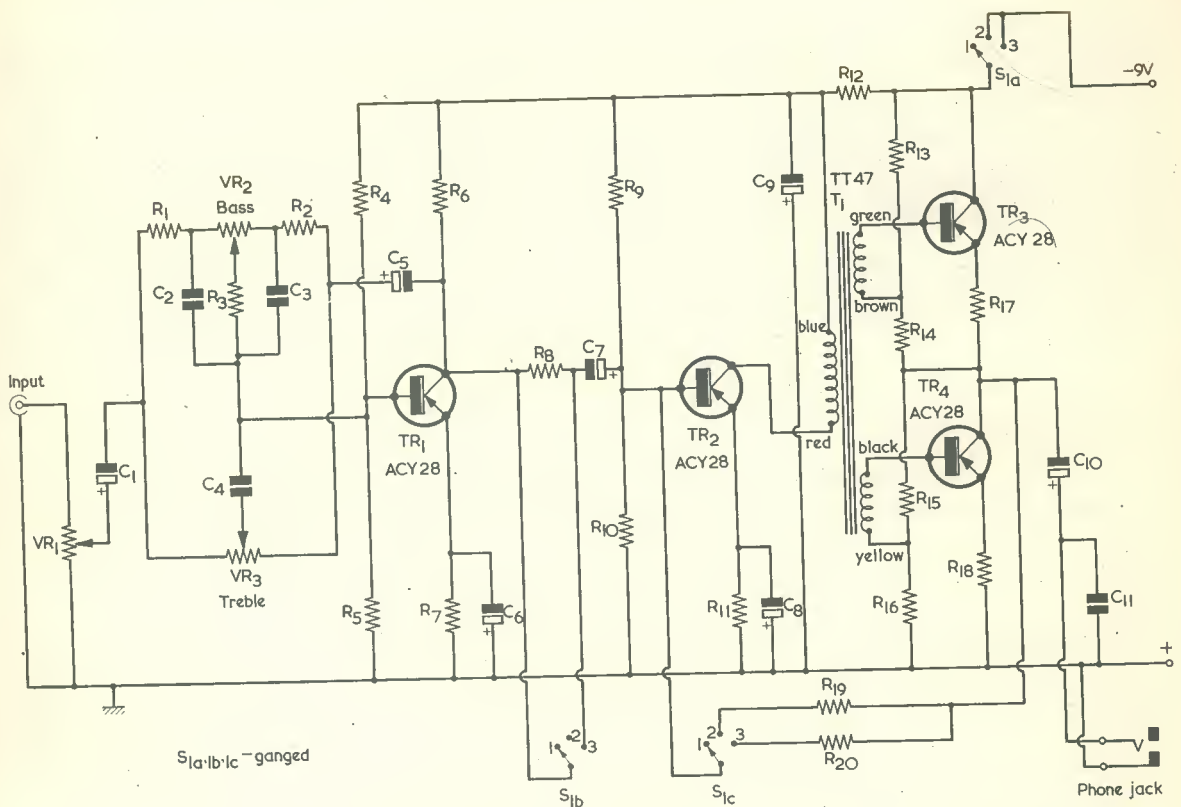 1 2 3
S1a
-9V
R12
R13
VR2
Bass
R1
R2
R4
R6
R9
C9
TT47
T1
green
TR3
ACY 28
C2
R3
C3
C5
+
brown
R14
R17
blue
R8
C7
+
Input
TR1
ACY28
TR2
ACY28
red
TR4
ACY28
black
C1
+
C4
R15
C10
+
VR1
VR3
Treble
R10
yellow
R5
R7
C6
+
R11
C8
+
R16
R18
C11
+
+
R19
R20
1 2 3
S1b
1 2 3
S1c
S1a·1b·1c – ganged
V
Phone jack